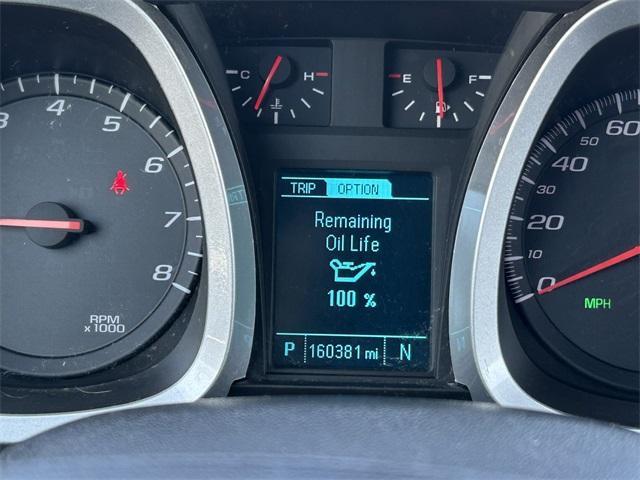 C H
E F
3 4 5 6 7 8
RPM
x1000
TRIP OPTION
Remaining
Oil Life
100 %
P 160381 mi N
60
50
40
30
20
10
0
MPH